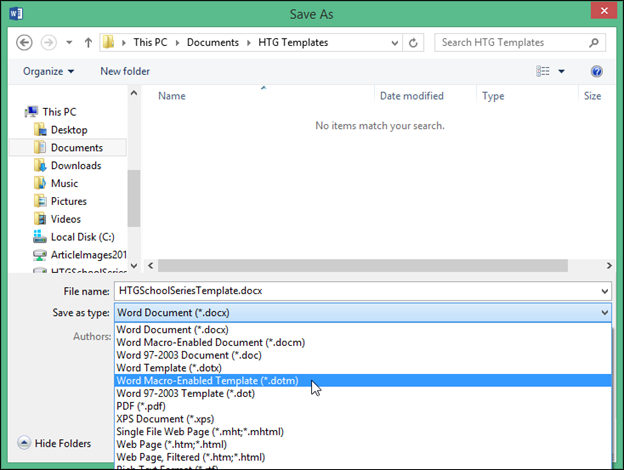 Save As
This PC Documents HTG Templates
Search HTG Templates
Organize New folder
Name Date modified Type Size
No items match your search.
This PC
Desktop
Documents
Downloads
Music
Pictures
Videos
Local Disk (C:)
ArticleImages201
HTGSchoolSeries
File name: HTGSchoolSeriesTemplate.docx
Save as type: Word Document (*.docx)
Authors:
Word Document (*.docx)
Word Macro-Enabled Document (*.docm)
Word 97-2003 Document (*.doc)
Word Template (*.dotx)
Word Macro-Enabled Template (*.dotm)
Word 97-2003 Template (*.dot)
PDF (*.pdf)
XPS Document (*.xps)
Single File Web Page (*.mht;*.mhtml)
Web Page (*.htm;*.html)
Web Page, Filtered (*.htm;*.html)
Rich Text Format (*.rtf)
Hide Folders